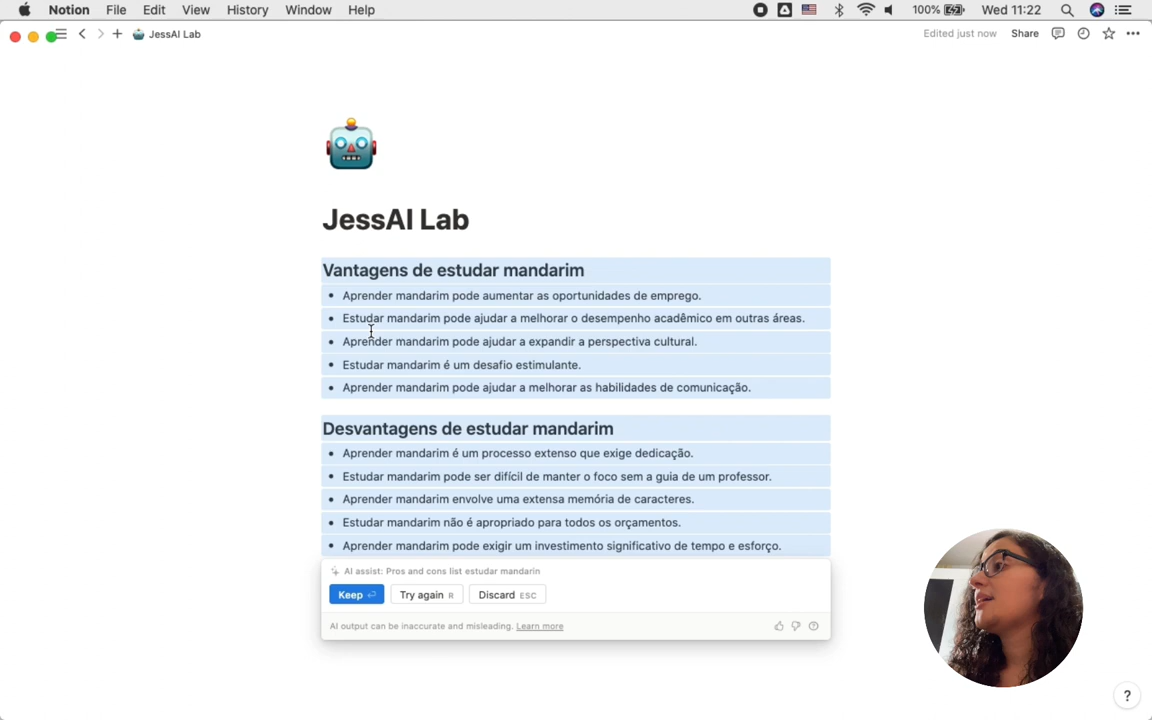 Notion File Edit View History Window Help 100% Wed 11:22
JessAI Lab Edited just now Share
JessAI Lab
Vantagens de estudar mandarim
• Aprender mandarim pode aumentar as oportunidades de emprego.
• Estudar mandarim pode ajudar a melhorar o desempenho acadêmico em outras áreas.
• Aprender mandarim pode ajudar a expandir a perspectiva cultural.
• Estudar mandarim é um desafio estimulante.
• Aprender mandarim pode ajudar a melhorar as habilidades de comunicação.
Desvantagens de estudar mandarim
• Aprender mandarim é um processo extenso que exige dedicação.
• Estudar mandarim pode ser difícil de manter o foco sem a guia de um professor.
• Aprender mandarim envolve uma extensa memória de caracteres.
• Estudar mandarim não é apropriado para todos os orçamentos.
• Aprender mandarim pode exigir um investimento significativo de tempo e esforço.
AI assist: Pros and cons list estudar mandarin
Keep Try again R Discard ESC
AI output can be inaccurate and misleading. Learn more
?